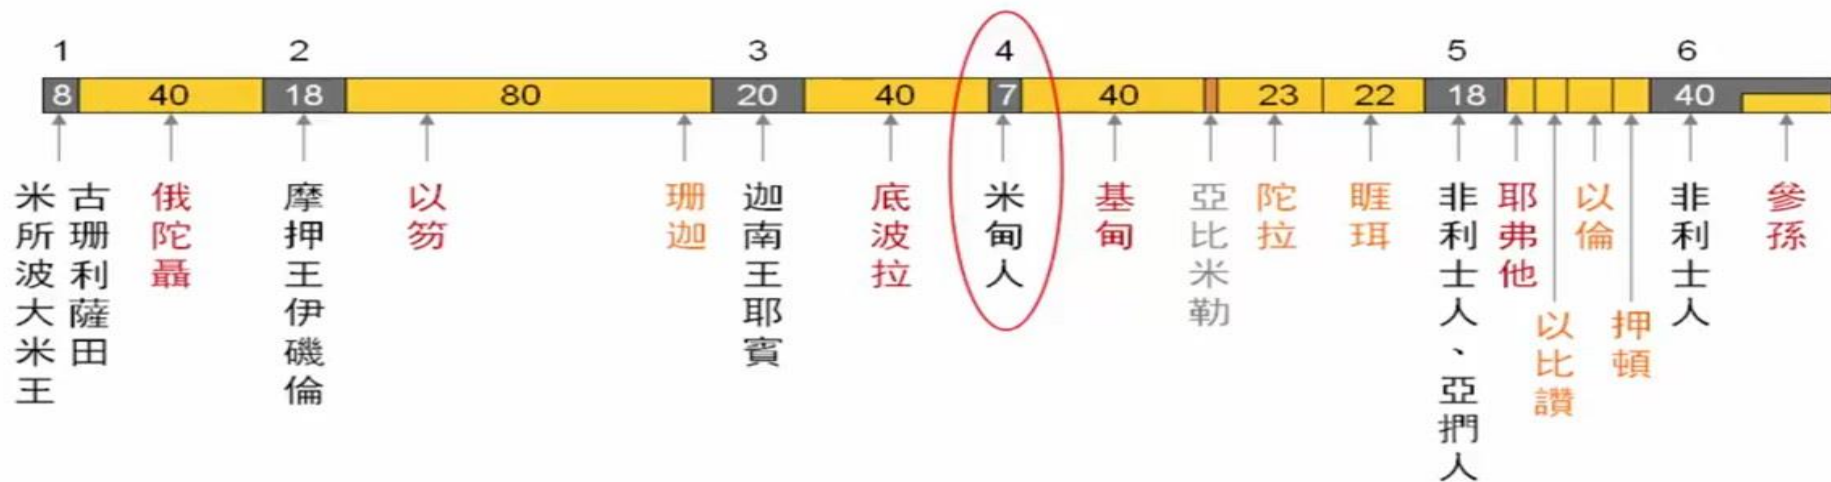 1 2 3 4 5 6
8 40 18 80 20 40 7 40 23 22 18 40
米所波大米王
古珊利薩田
俄陀聶
摩押王伊磯倫
以笏
珊迦
迦南王耶賓
底波拉
米甸人
基甸
亞比米勒
陀拉
睚珥
非利士人、亞捫人
耶弗他
以比讚
以倫
押頓
非利士人
參孫